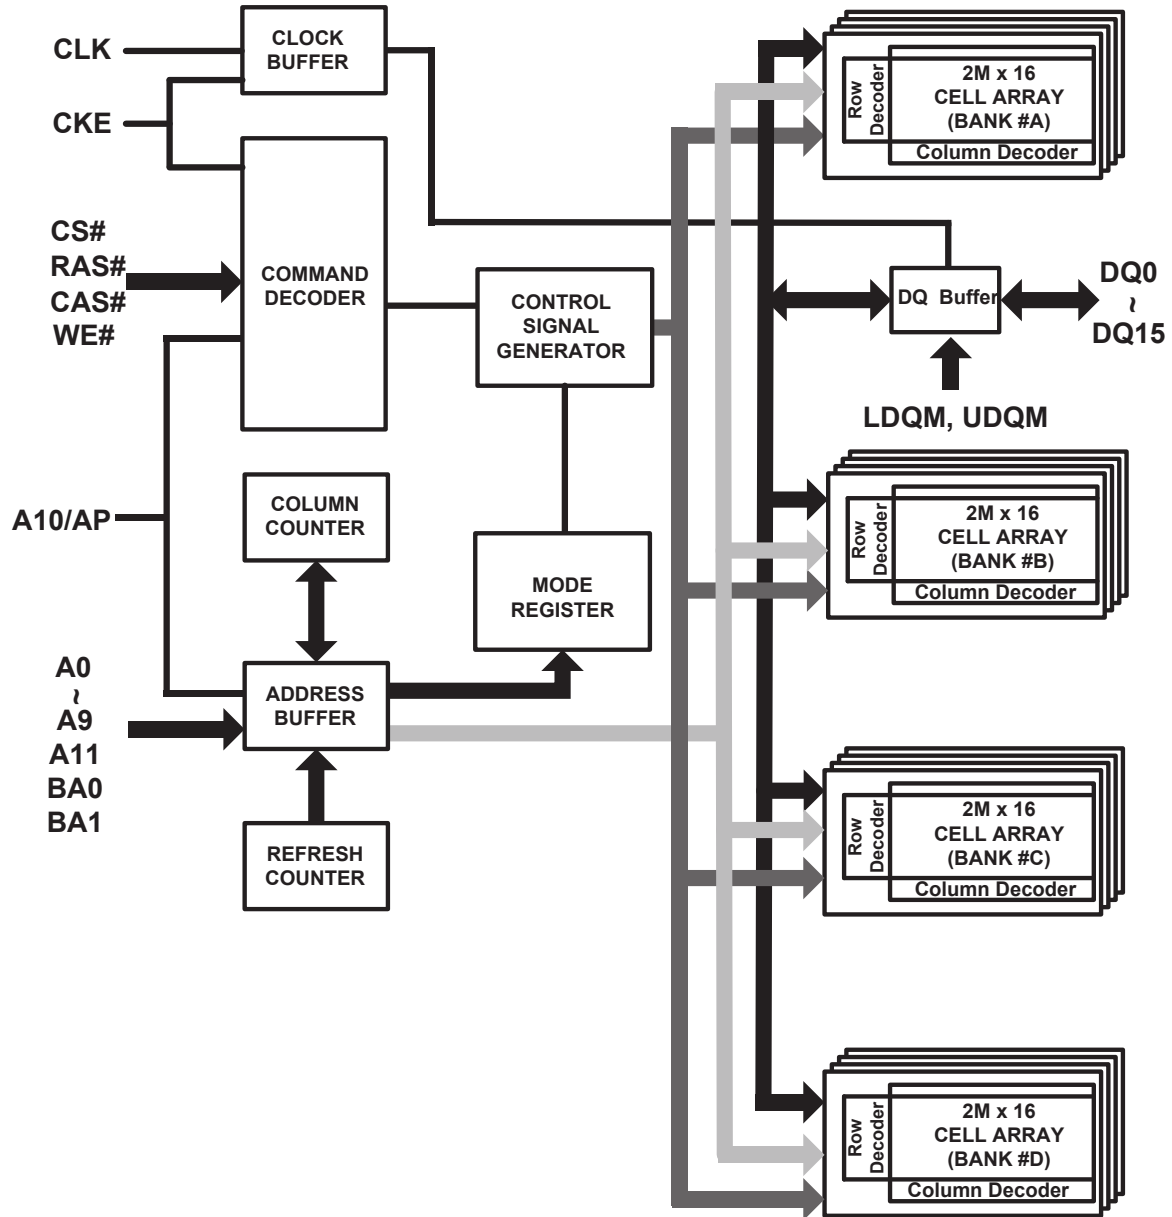 CLK
CKE
CS#
RAS#
CAS#
WE#
A10/AP
A0
~
A9
A11
BA0
BA1
CLOCK
BUFFER
COMMAND
DECODER
COLUMN
COUNTER
ADDRESS
BUFFER
REFRESH
COUNTER
CONTROL
SIGNAL
GENERATOR
MODE
REGISTER
Row
Decoder
2M x 16
CELL ARRAY
(BANK #A)
Column Decoder
DQ Buffer
DQ0
~
DQ15
LDQM, UDQM
Row
Decoder
2M x 16
CELL ARRAY
(BANK #B)
Column Decoder
Row
Decoder
2M x 16
CELL ARRAY
(BANK #C)
Column Decoder
Row
Decoder
2M x 16
CELL ARRAY
(BANK #D)
Column Decoder